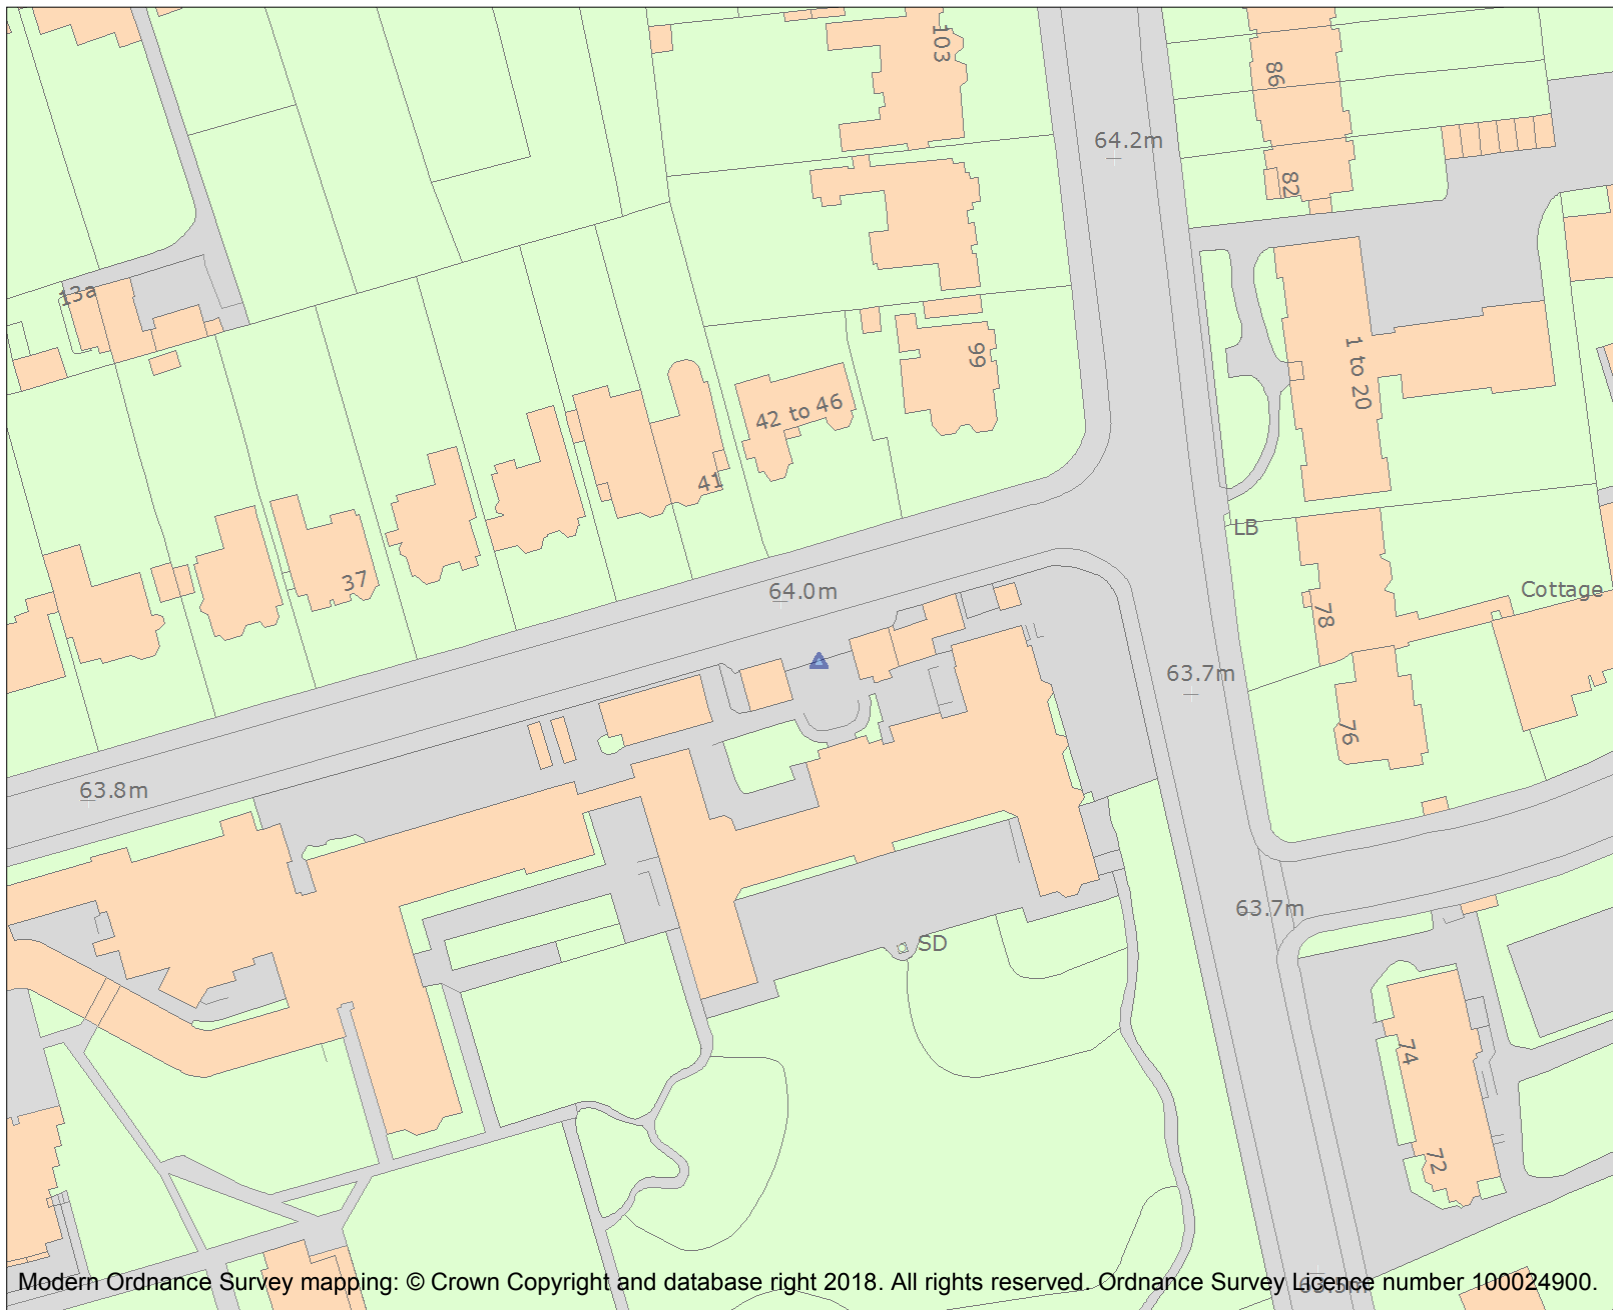 103
86
64.2m
82
13a
99
1 to 20
42 to 46
41
LB
37
64.0m
Cottage
78
63.7m
76
63.8m
63.7m
SD
74
72
Modern Ordnance Survey mapping: © Crown Copyright and database right 2018. All rights reserved. Ordnance Survey Licence number 100024900.